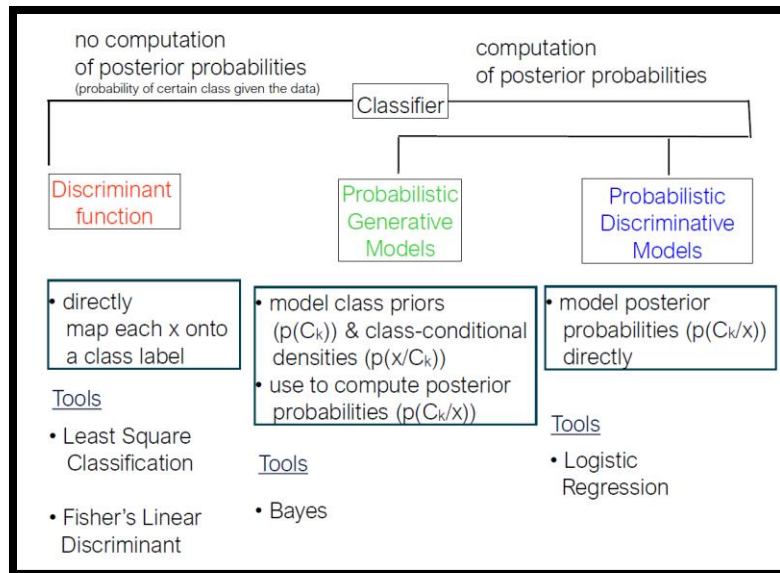 no computation
of posterior probabilities
(probability of certain class given the data)
computation
of posterior probabilities
Classifier
Discriminant
function
Probabilistic
Generative
Models
Probabilistic
Discriminative
Models
• directly
map each x onto
a class label
Tools
• Least Square
Classification
• Fisher's Linear
Discriminant
• model class priors
(p(Cₖ)) & class-conditional
densities (p(x/Cₖ))
• use to compute posterior
probabilities (p(Cₖ/x))
Tools
• Bayes
• model posterior
probabilities (p(Cₖ/x))
directly
Tools
• Logistic
Regression